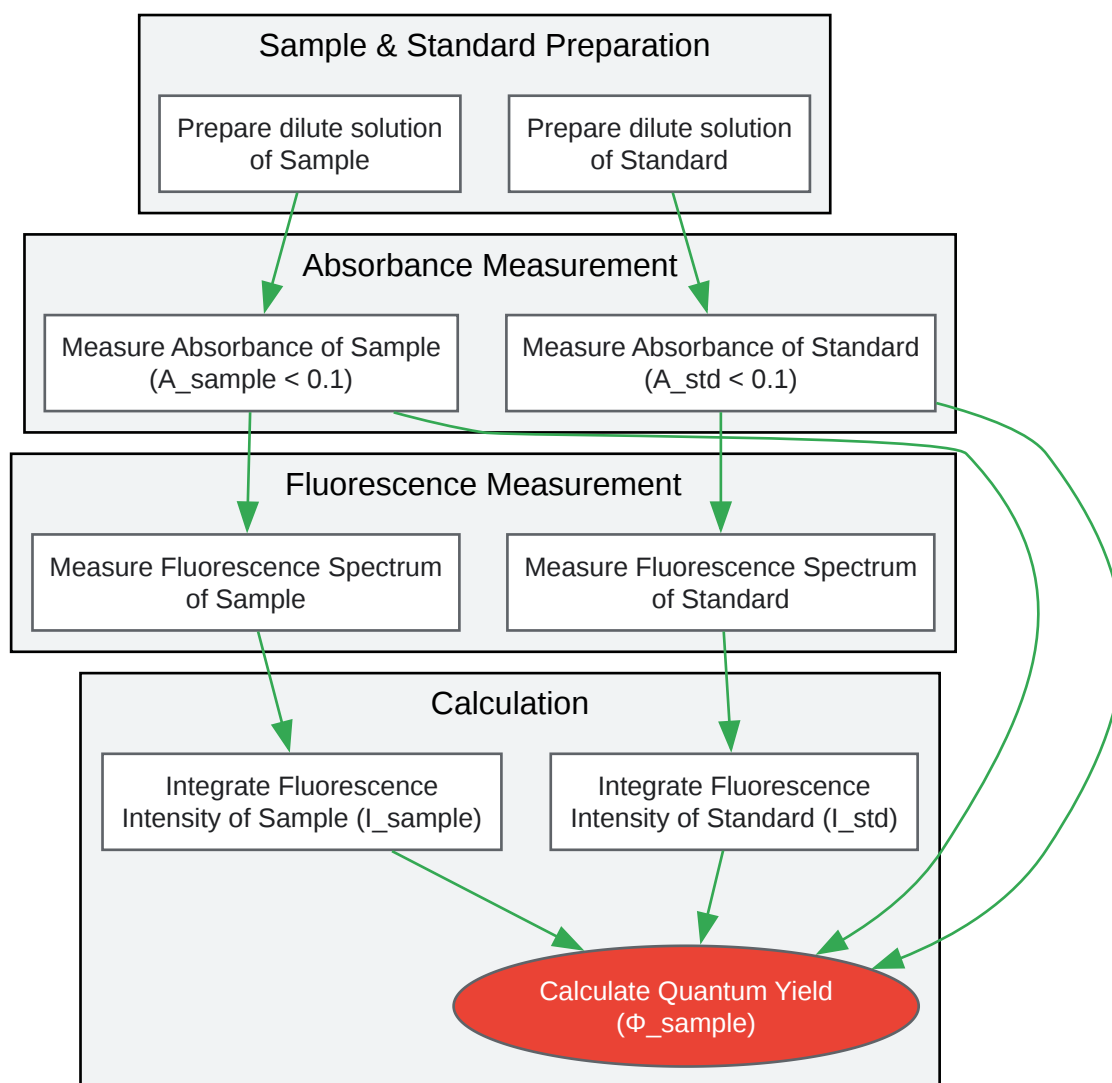 Sample & Standard Preparation
Prepare dilute solution
of Sample
Prepare dilute solution
of Standard
Absorbance Measurement
Measure Absorbance of Sample
(A_sample < 0.1)
Measure Absorbance of Standard
(A_std < 0.1)
Fluorescence Measurement
Measure Fluorescence Spectrum
of Sample
Measure Fluorescence Spectrum
of Standard
Calculation
Integrate Fluorescence
Intensity of Sample (I_sample)
Integrate Fluorescence
Intensity of Standard (I_std)
Calculate Quantum Yield
(Φ_sample)